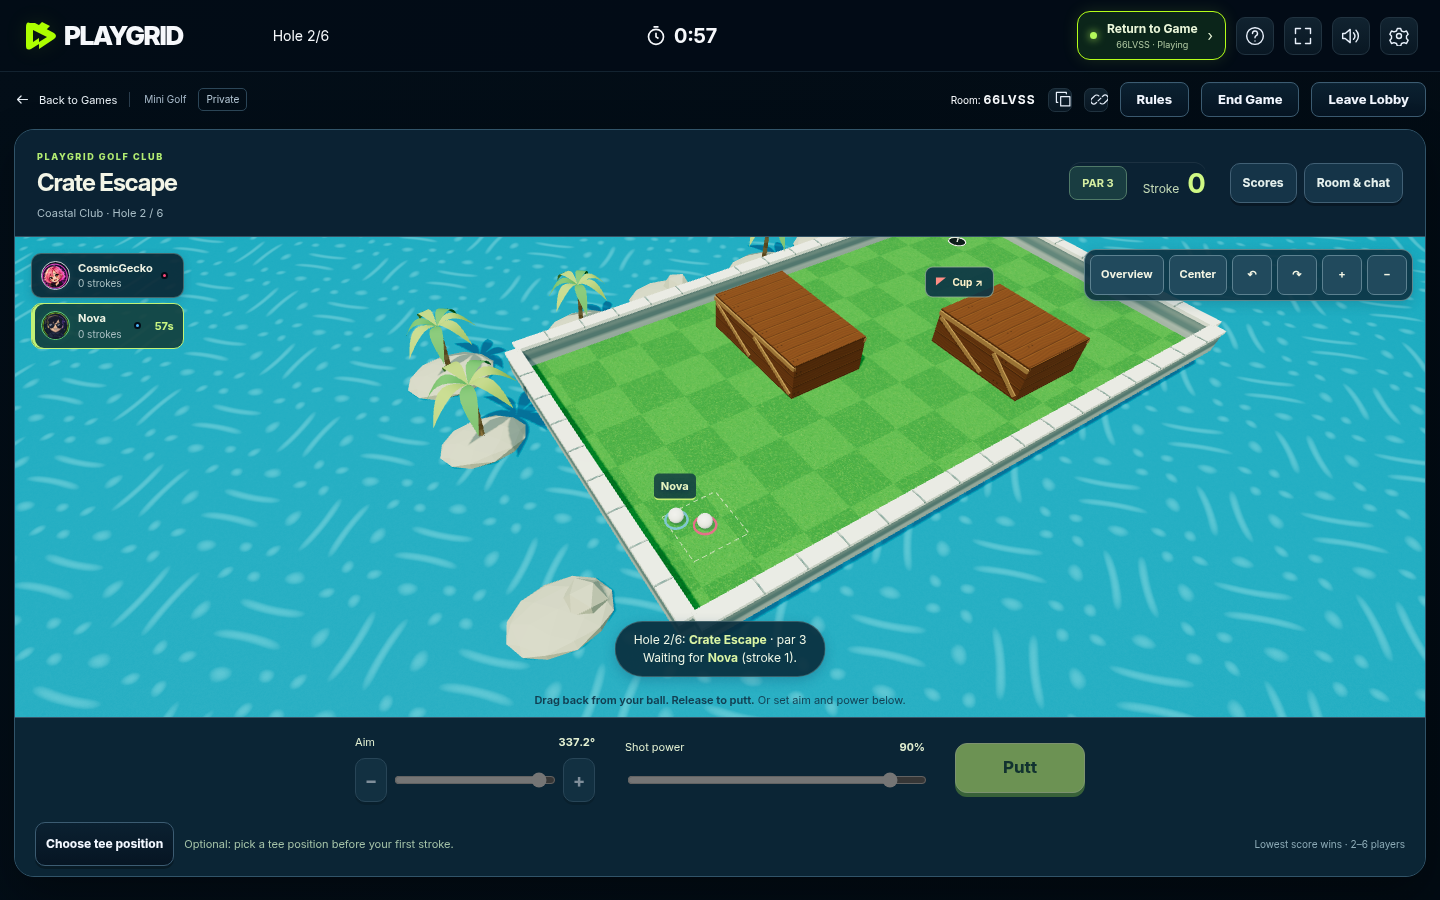 PLAYGRID
Hole 2/6
0:57
Return to Game
66LVSS · Playing
Back to Games
Mini Golf
Private
Room: 66LVSS
Rules
End Game
Leave Lobby
PLAYGRID GOLF CLUB
Crate Escape
Coastal Club · Hole 2 / 6
PAR 3
Stroke 0
Scores
Room & chat
CosmicGecko
0 strokes
Nova
0 strokes
57s
Overview
Center
Cup ↗
Nova
Hole 2/6: Crate Escape · par 3
Waiting for Nova (stroke 1).
Drag back from your ball. Release to putt. Or set aim and power below.
Aim
337.2°
Shot power
90%
Putt
Choose tee position
Optional: pick a tee position before your first stroke.
Lowest score wins · 2–6 players